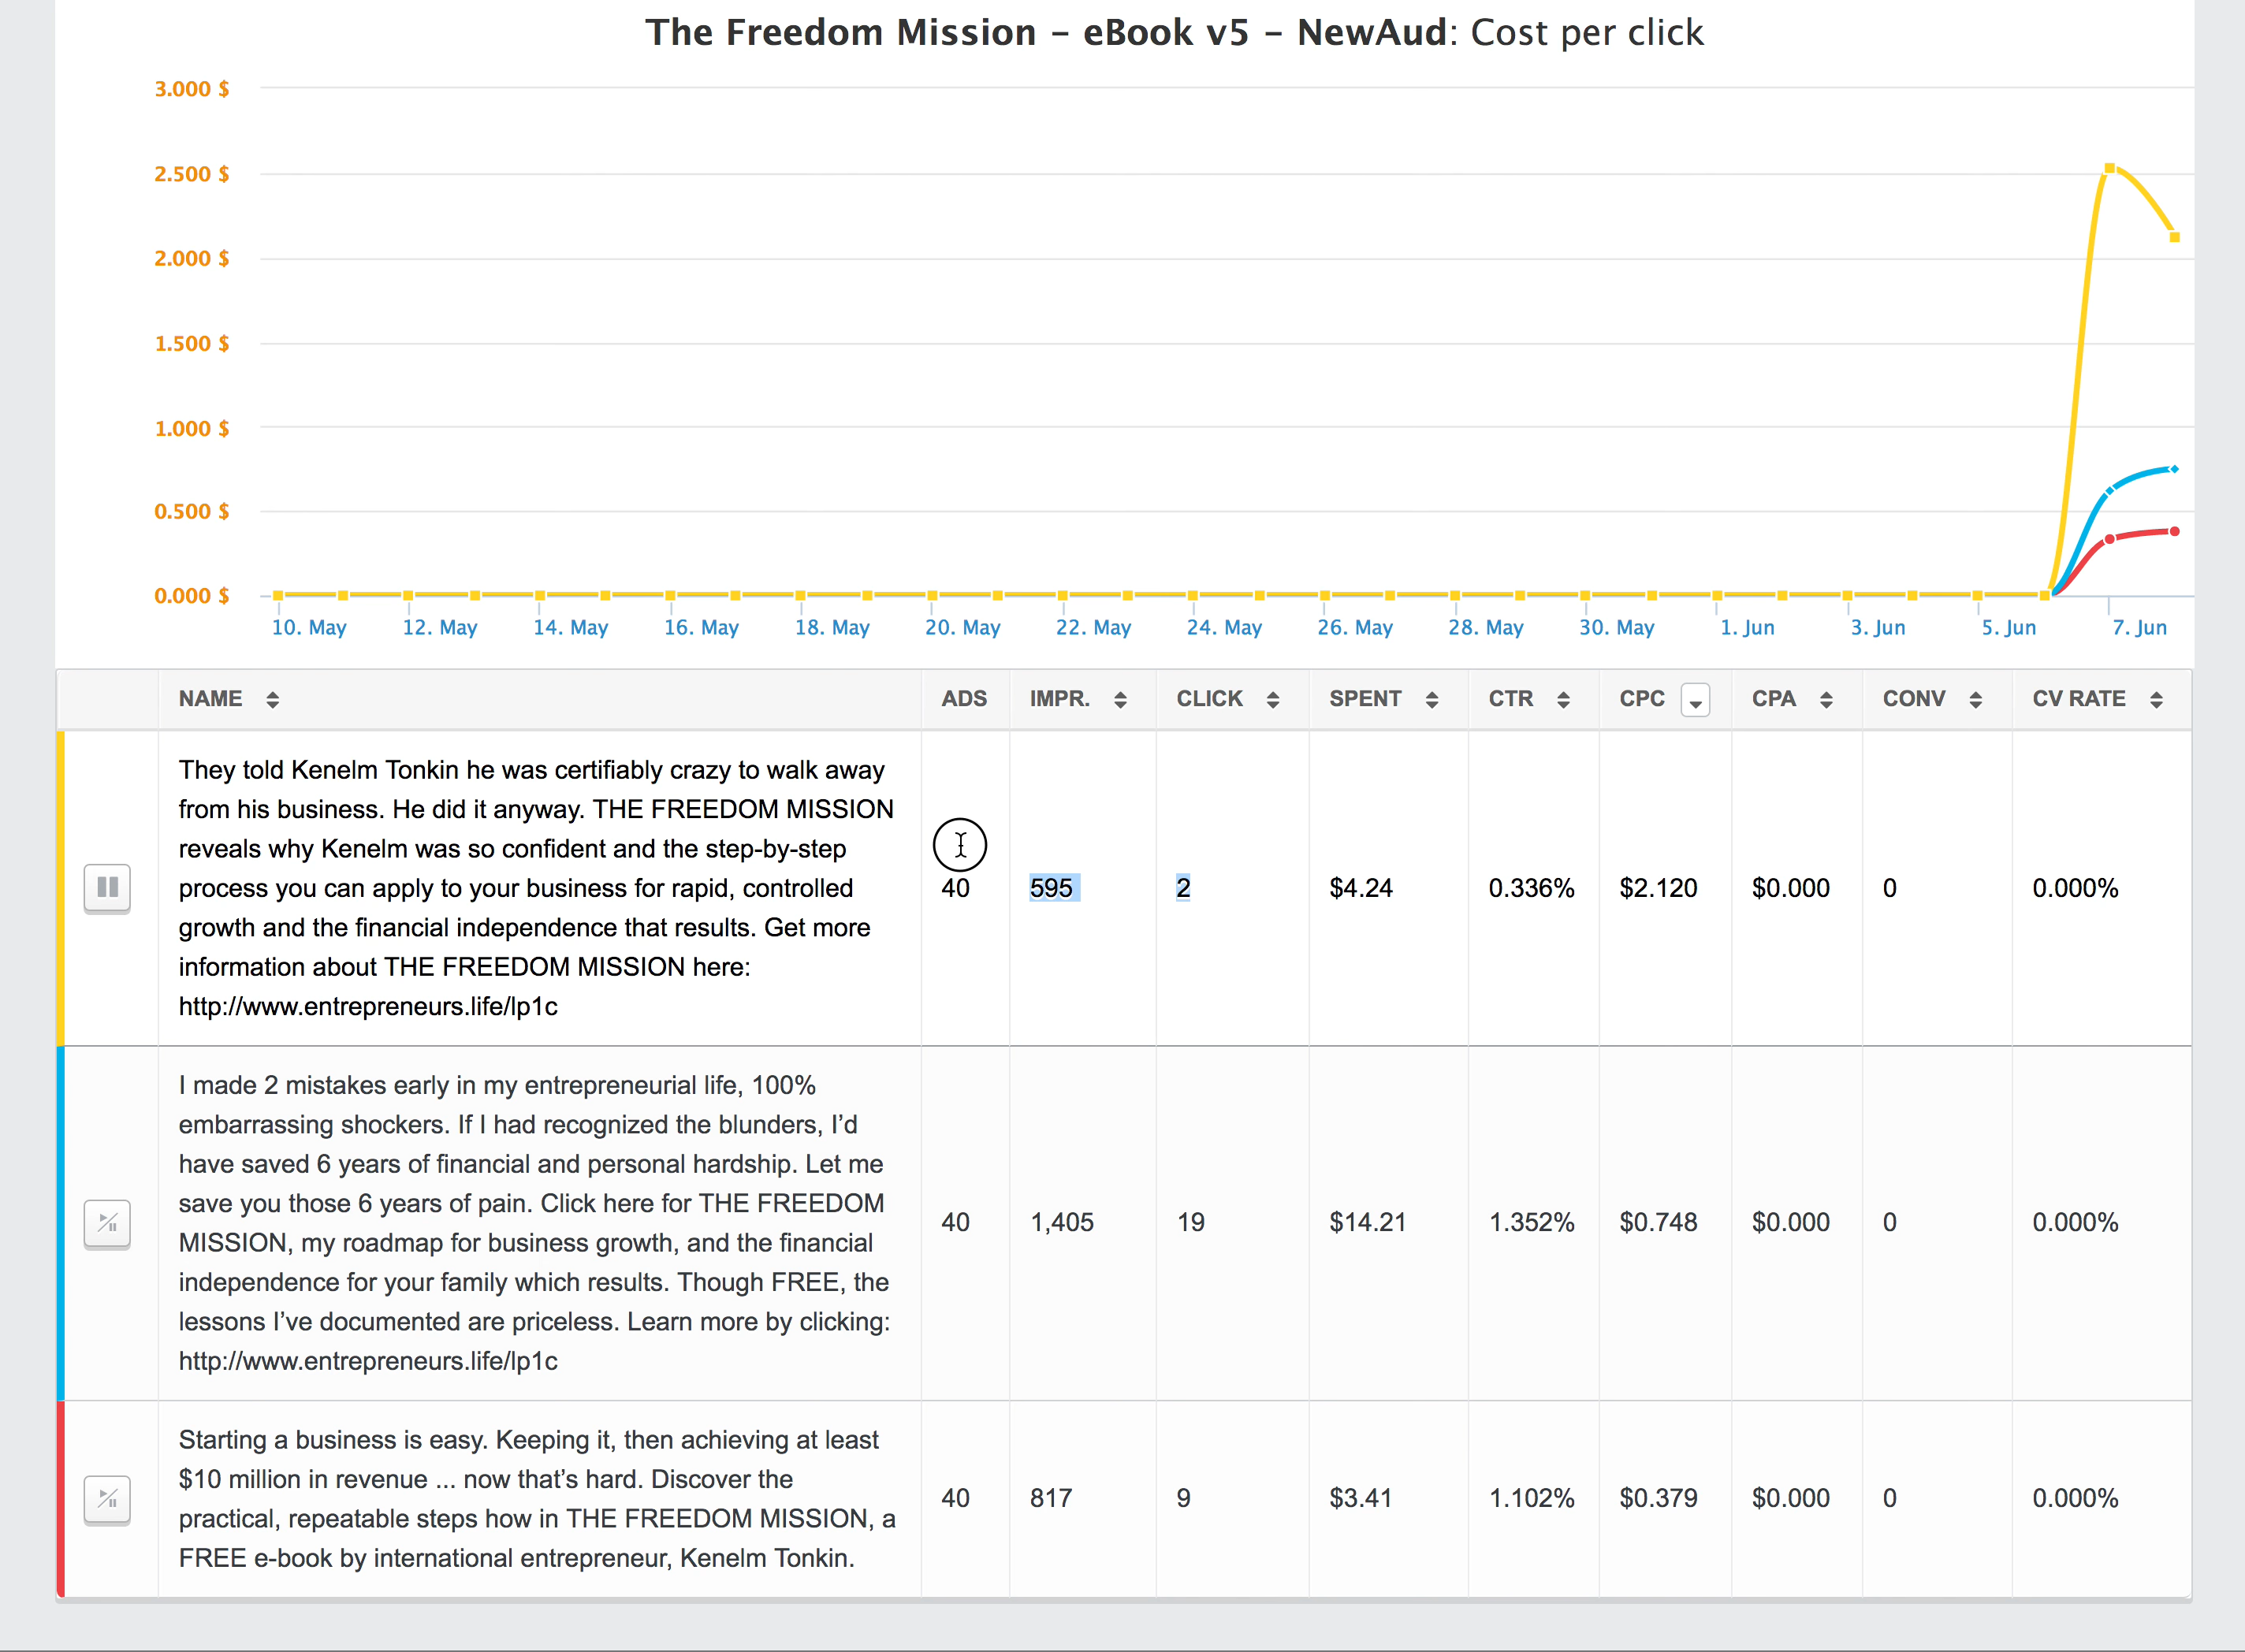 The Freedom Mission – eBook v5 – NewAud: Cost per click
3.000 $
2.500 $
2.000 $
1.500 $
1.000 $
0.500 $
0.000 $
10. May 12. May 14. May 16. May 18. May 20. May 22. May 24. May 26. May 28. May 30. May 1. Jun 3. Jun 5. Jun 7. Jun
NAME ADS IMPR. CLICK SPENT CTR CPC CPA CONV CV RATE
They told Kenelm Tonkin he was certifiably crazy to walk away
from his business. He did it anyway. THE FREEDOM MISSION
reveals why Kenelm was so confident and the step-by-step
process you can apply to your business for rapid, controlled
growth and the financial independence that results. Get more
information about THE FREEDOM MISSION here:
http://www.entrepreneurs.life/lp1c
40 595 2 $4.24 0.336% $2.120 $0.000 0 0.000%
I made 2 mistakes early in my entrepreneurial life, 100%
embarrassing shockers. If I had recognized the blunders, I’d
have saved 6 years of financial and personal hardship. Let me
save you those 6 years of pain. Click here for THE FREEDOM
MISSION, my roadmap for business growth, and the financial
independence for your family which results. Though FREE, the
lessons I’ve documented are priceless. Learn more by clicking:
http://www.entrepreneurs.life/lp1c
40 1,405 19 $14.21 1.352% $0.748 $0.000 0 0.000%
Starting a business is easy. Keeping it, then achieving at least
$10 million in revenue ... now that’s hard. Discover the
practical, repeatable steps how in THE FREEDOM MISSION, a
FREE e-book by international entrepreneur, Kenelm Tonkin.
40 817 9 $3.41 1.102% $0.379 $0.000 0 0.000%